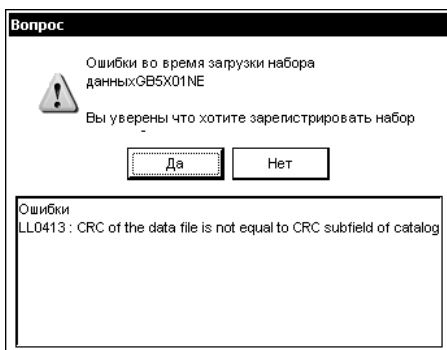 Вопрос
Ошибки во время загрузки набора
данныхGB5X01NE
Вы уверены что хотите зарегистрировать набор
Да
Нет
Ошибки
LL0413 : CRC of the data file is not equal to CRC subfield of catalog